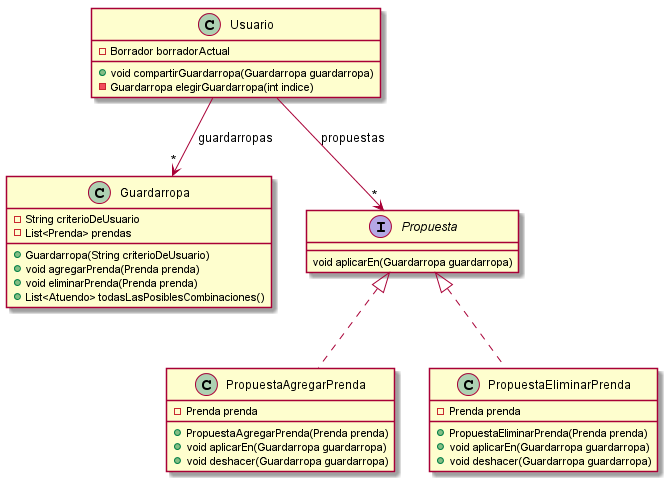 C Usuario
Borrador borradorActual
void compartirGuardarropa(Guardarropa guardarropa)
Guardarropa elegirGuardarropa(int indice)
guardarropas
propuestas
*
*
C Guardarropa
String criterioDeUsuario
List<Prenda> prendas
Guardarropa(String criterioDeUsuario)
void agregarPrenda(Prenda prenda)
void eliminarPrenda(Prenda prenda)
List<Atuendo> todasLasPosiblesCombinaciones()
I Propuesta
void aplicarEn(Guardarropa guardarropa)
C PropuestaAgregarPrenda
Prenda prenda
PropuestaAgregarPrenda(Prenda prenda)
void aplicarEn(Guardarropa guardarropa)
void deshacer(Guardarropa guardarropa)
C PropuestaEliminarPrenda
Prenda prenda
PropuestaEliminarPrenda(Prenda prenda)
void aplicarEn(Guardarropa guardarropa)
void deshacer(Guardarropa guardarropa)